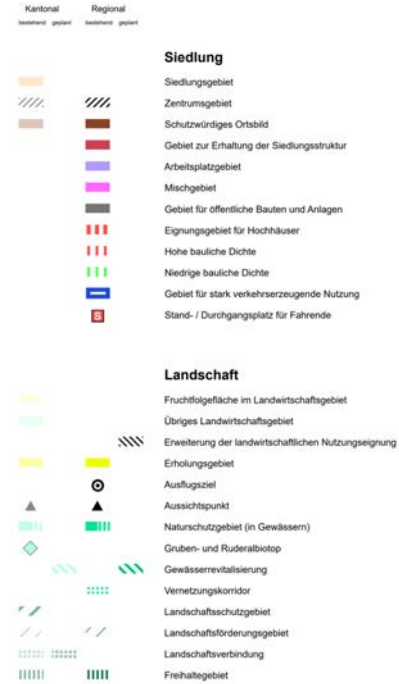 Kantonal Regional
bestehend geplant bestehend geplant
Siedlung
Siedlungsgebiet
Zentrumsgebiet
Schutzwürdiges Ortsbild
Gebiet zur Erhaltung der Siedlungsstruktur
Arbeitsplatzgebiet
Mischgebiet
Gebiet für öffentliche Bauten und Anlagen
Eignungsgebiet für Hochhäuser
Hohe bauliche Dichte
Niedrige bauliche Dichte
Gebiet für stark verkehrserzeugende Nutzung
S Stand- / Durchgangsplatz für Fahrende
Landschaft
Fruchtfolgefläche im Landwirtschaftsgebiet
Übriges Landwirtschaftsgebiet
Erweiterung der landwirtschaftlichen Nutzungseignung
Erholungsgebiet
Ausflugsziel
Aussichtspunkt
Naturschutzgebiet (in Gewässern)
Gruben- und Ruderalbiotop
Gewässerrevitalisierung
Vernetzungskorridor
Landschaftsschutzgebiet
Landschaftsförderungsgebiet
Landschaftsverbindung
Freihaltegebiet